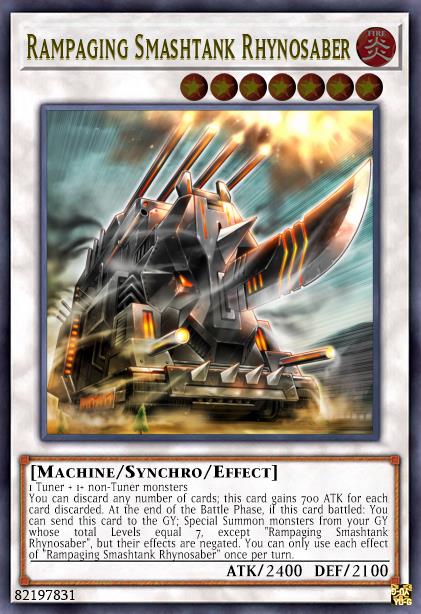 RAMPAGING SMASHTANK RHYNOSABER
FIRE
炎
[MACHINE/SYNCHRO/EFFECT]
1 Tuner + 1+ non-Tuner monsters
You can discard any number of cards; this card gains 700 ATK for each
card discarded. At the end of the Battle Phase, if this card battled: You
can send this card to the GY; Special Summon monsters from your GY
whose total Levels equal 7, except "Rampaging Smashtank
Rhynosaber", but their effects are negated. You can only use each effect
of "Rampaging Smashtank Rhynosaber" once per turn.
ATK/2400 DEF/2100
82197831